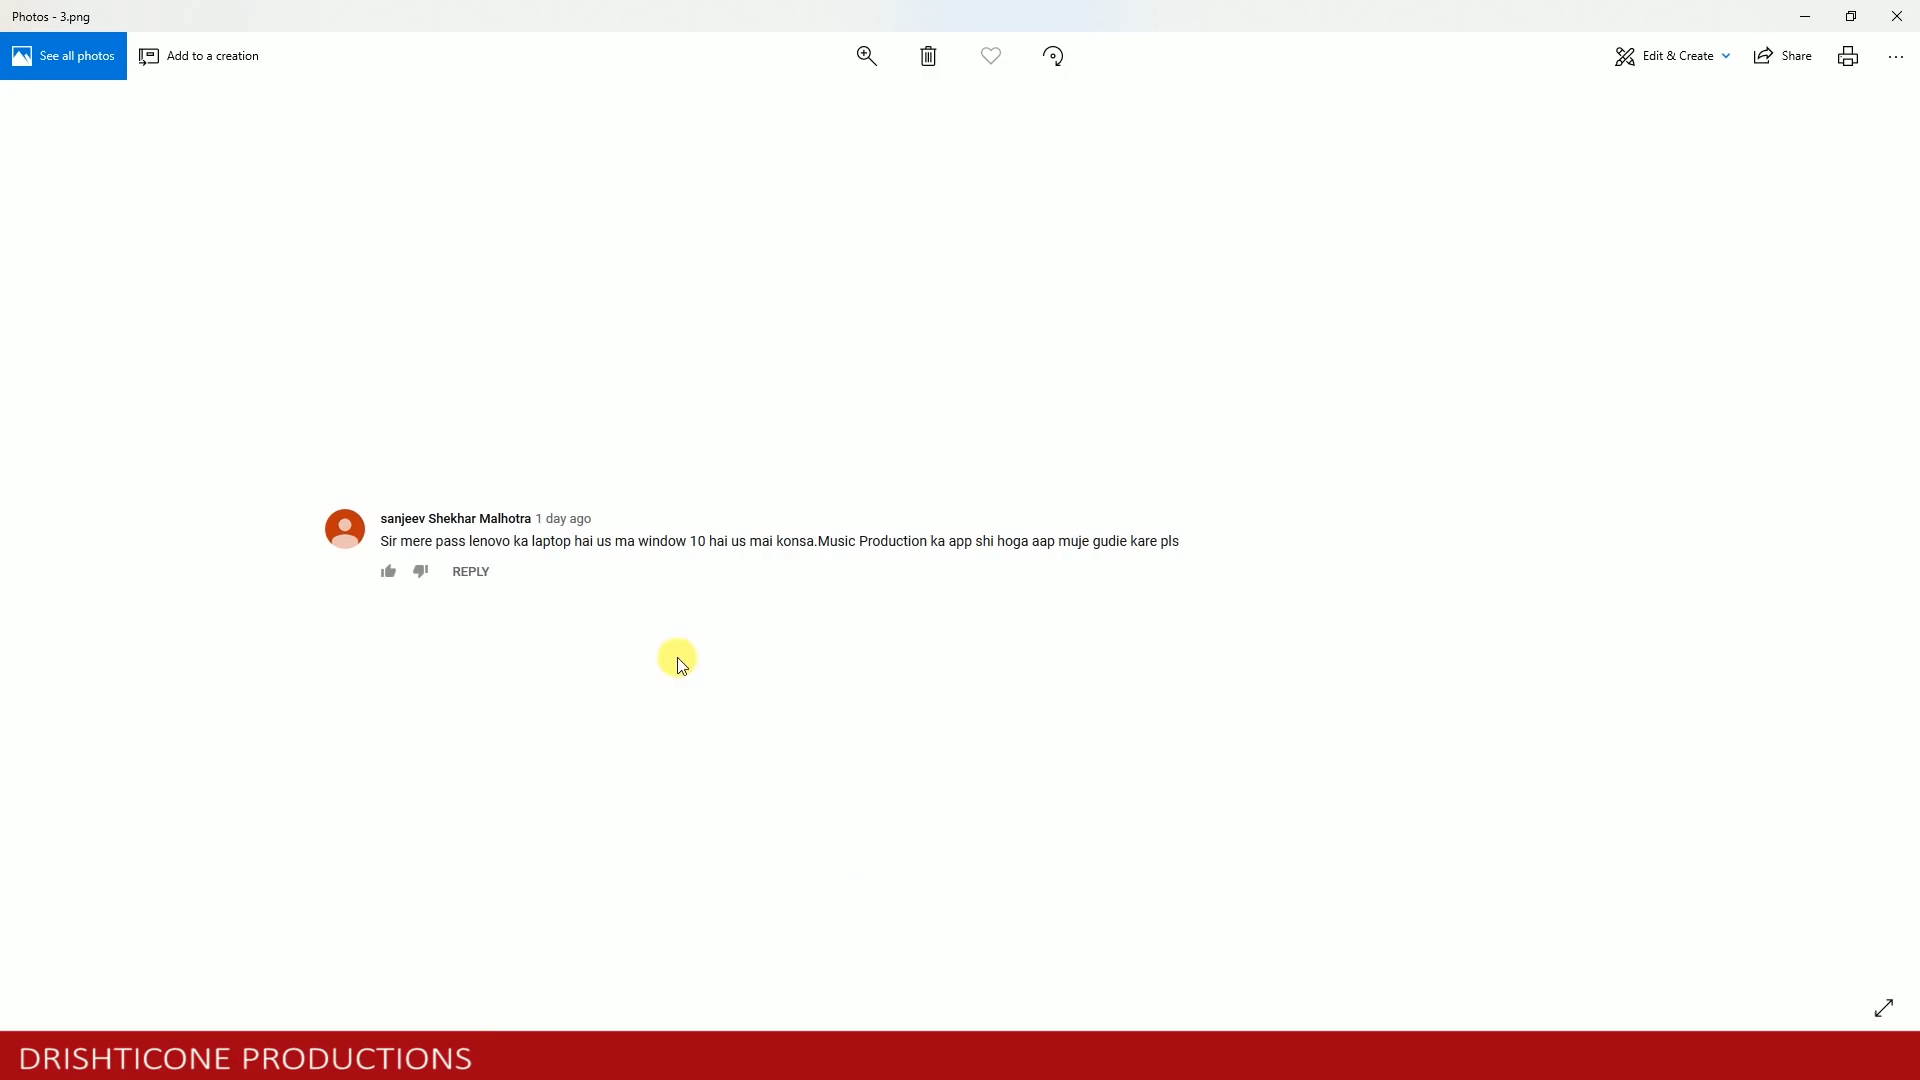 Photos - 3.png
See all photos
Add to a creation
Edit & Create
Share
sanjeev Shekhar Malhotra 1 day ago
Sir mere pass lenovo ka laptop hai us ma window 10 hai us mai konsa.Music Production ka app shi hoga aap muje gudie kare pls
REPLY
DRISHTICONE PRODUCTIONS